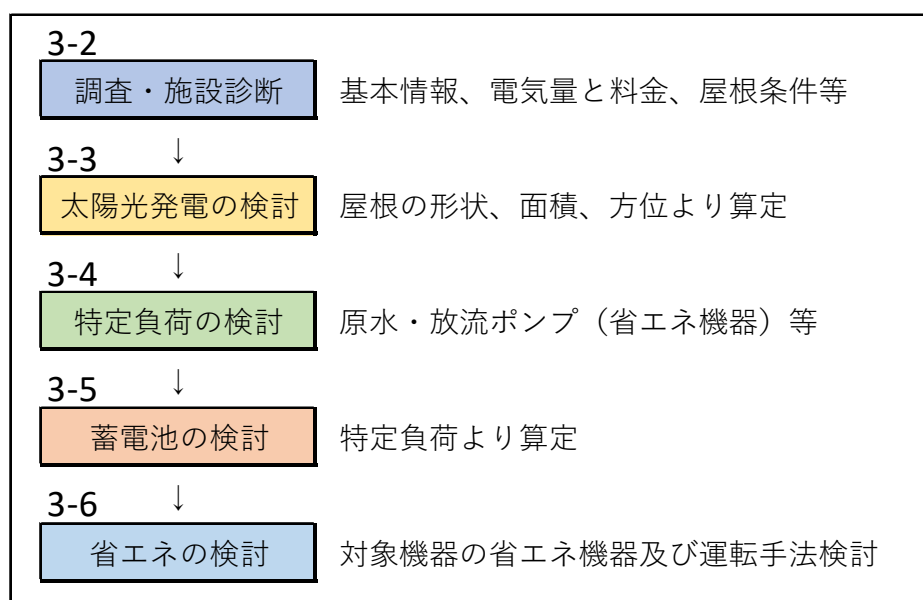 3-2
調査・施設診断 基本情報、電気量と料金、屋根条件等
↓
3-3
太陽光発電の検討 屋根の形状、面積、方位より算定
↓
3-4
特定負荷の検討 原水・放流ポンプ（省エネ機器）等
↓
3-5
蓄電池の検討 特定負荷より算定
↓
3-6
省エネの検討 対象機器の省エネ機器及び運転手法検討